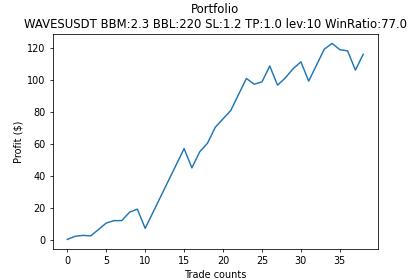 Portfolio
WAVESUSDT BBM:2.3 BBL:220 SL:1.2 TP:1.0 lev:10 WinRatio:77.0
120
100
80
60
40
20
0
Profit ($)
0 5 10 15 20 25 30 35
Trade counts